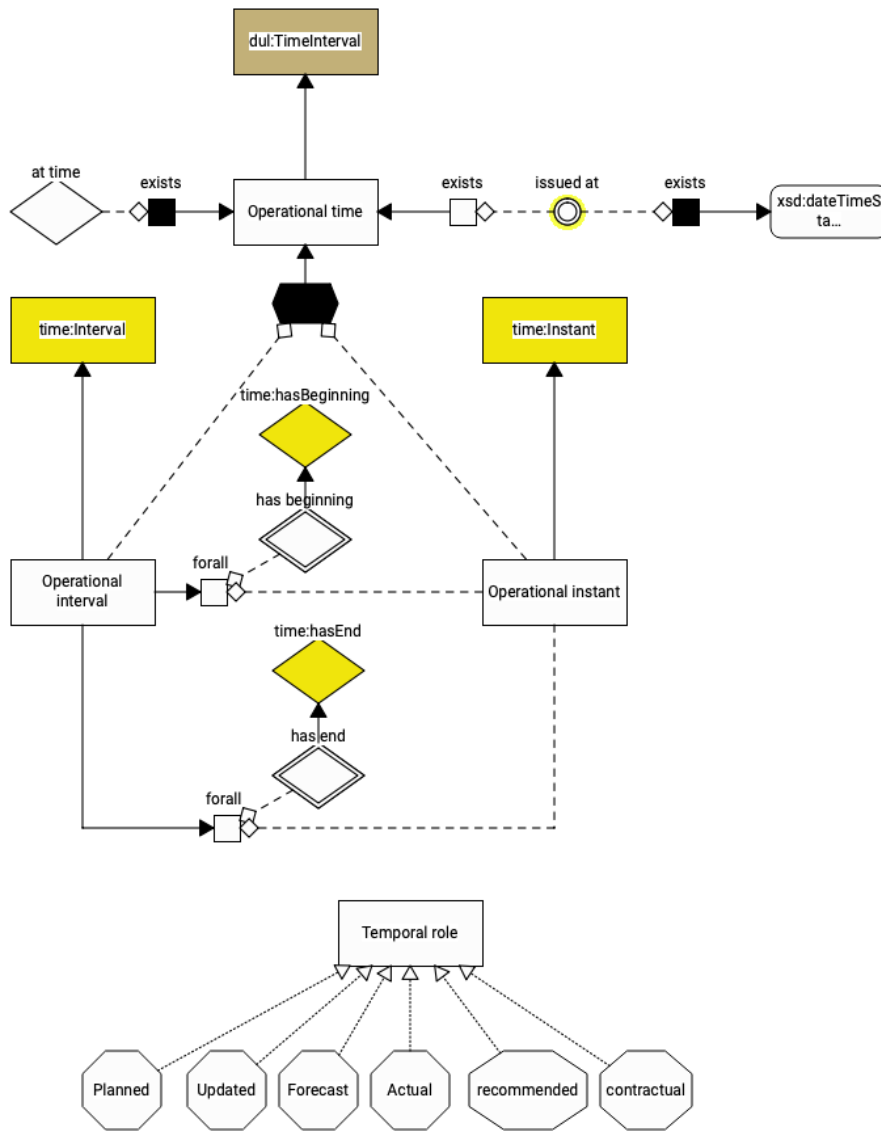 dul:TimeInterval
at time
exists
Operational time
exists
issued at
exists
xsd:dateTimeS
ta...
time:Interval
time:Instant
time:hasBeginning
has beginning
forall
Operational
interval
Operational instant
time:hasEnd
has end
forall
Temporal role
Planned
Updated
Forecast
Actual
recommended
contractual